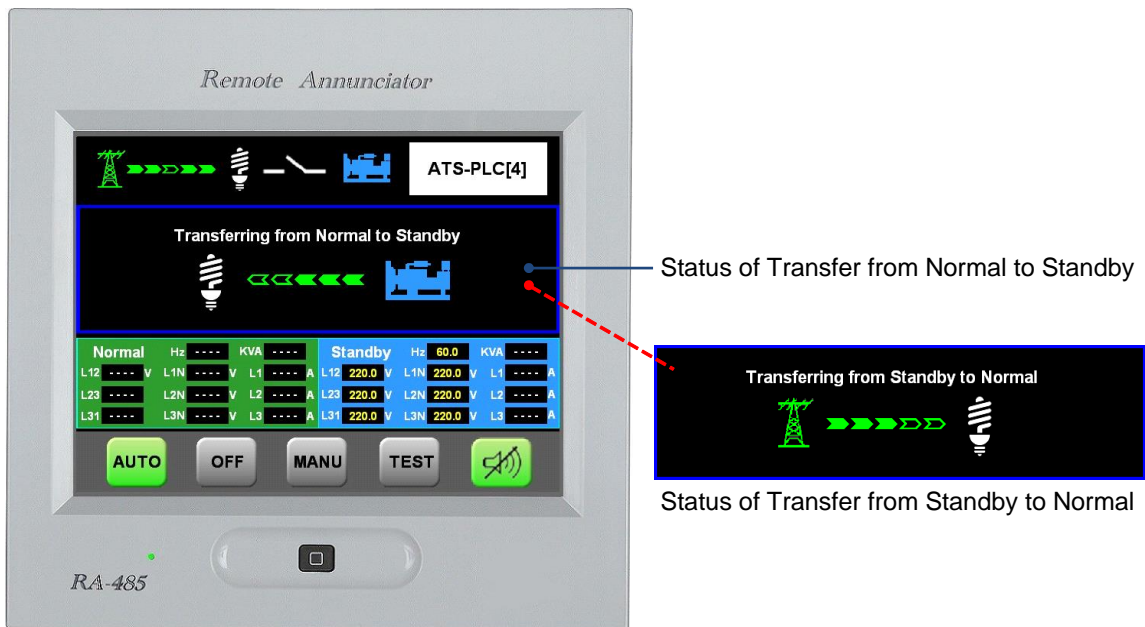 Remote Annunciator
ATS-PLC[4]
Transferring from Normal to Standby
Status of Transfer from Normal to Standby
Normal Hz ---- KVA ---- Standby Hz 60.0 KVA ----
L12 ---- V L1N ---- V L1 ---- A L12 220.0 V L1N 220.0 V L1 ---- A
L23 ---- L2N ---- V L2 ---- A L23 220.0 V L2N 220.0 V L2 ---- A
L31 ---- L3N ---- V L3 ---- A L31 220.0 V L3N 220.0 V L3 ---- A
Transferring from Standby to Normal
Status of Transfer from Standby to Normal
AUTO OFF MANU TEST
RA-485